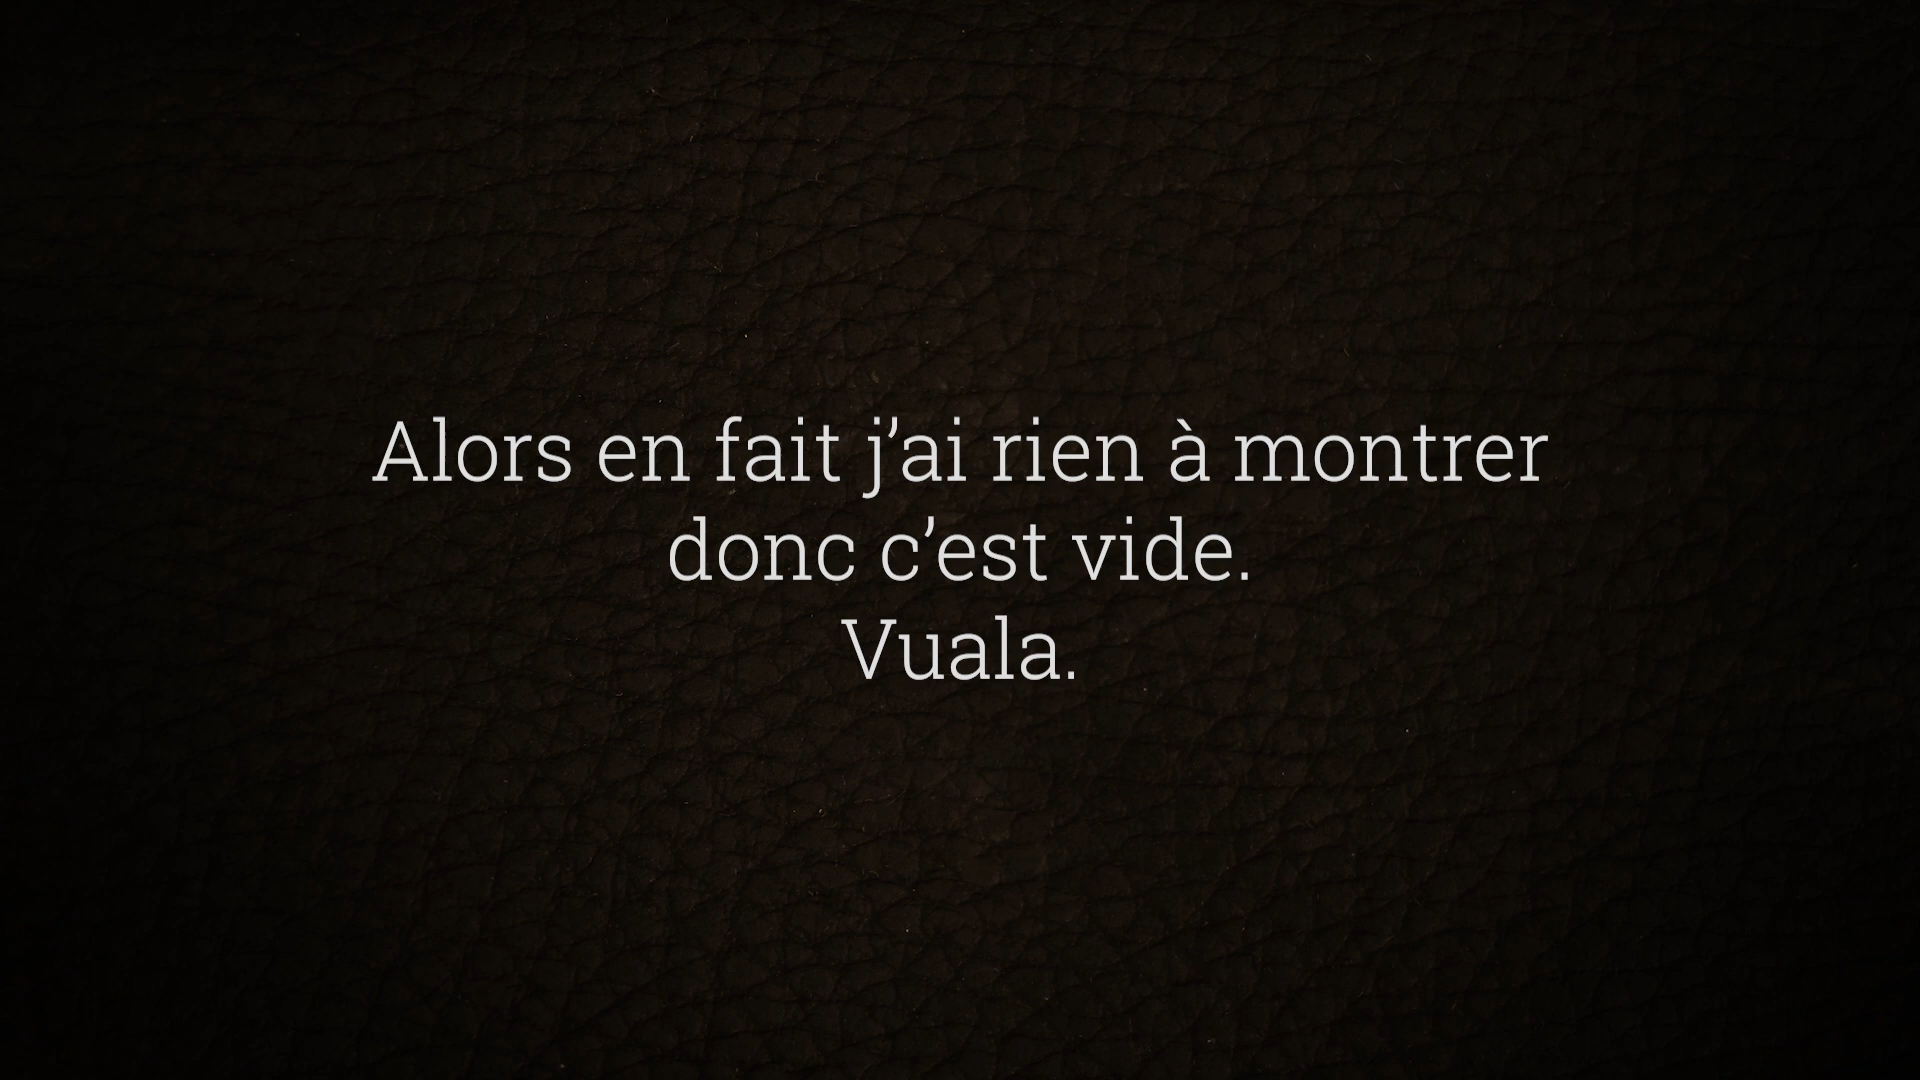 Alors en fait j’ai rien à montrer
donc c’est vide.
Vuala.